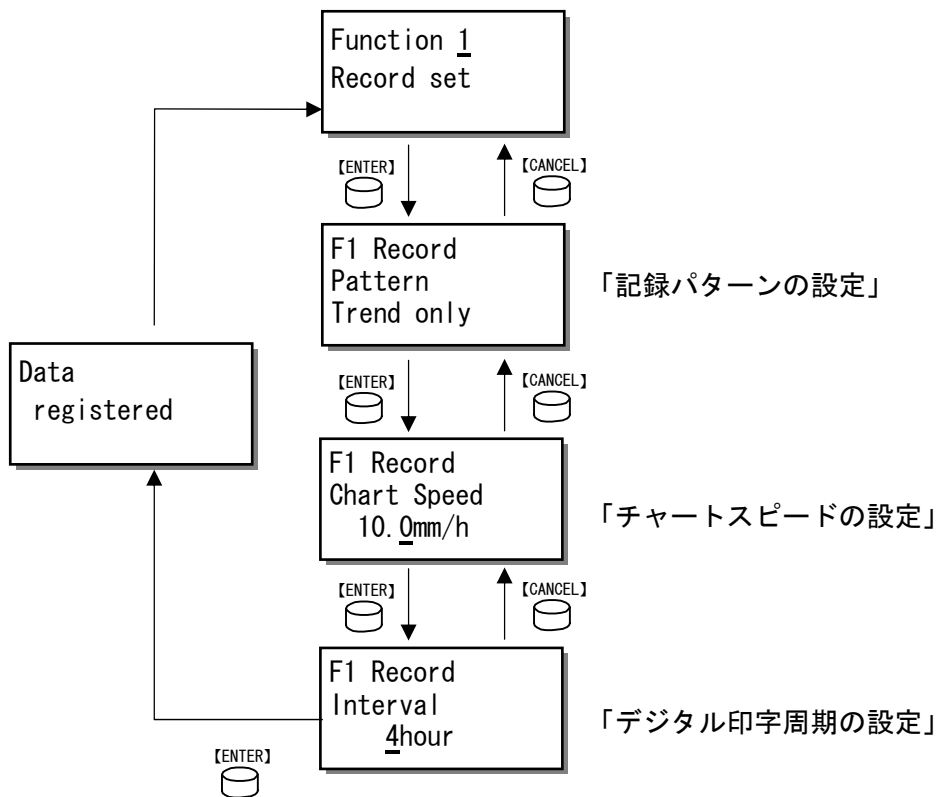 Function 1
Record set
【ENTER】
【CANCEL】
F1 Record
Pattern
Trend only
「記録パターンの設定」
Data
registered
【ENTER】
【CANCEL】
F1 Record
Chart Speed
10.0mm/h
「チャートスピードの設定」
【ENTER】
【CANCEL】
F1 Record
Interval
4hour
「デジタル印字周期の設定」
【ENTER】